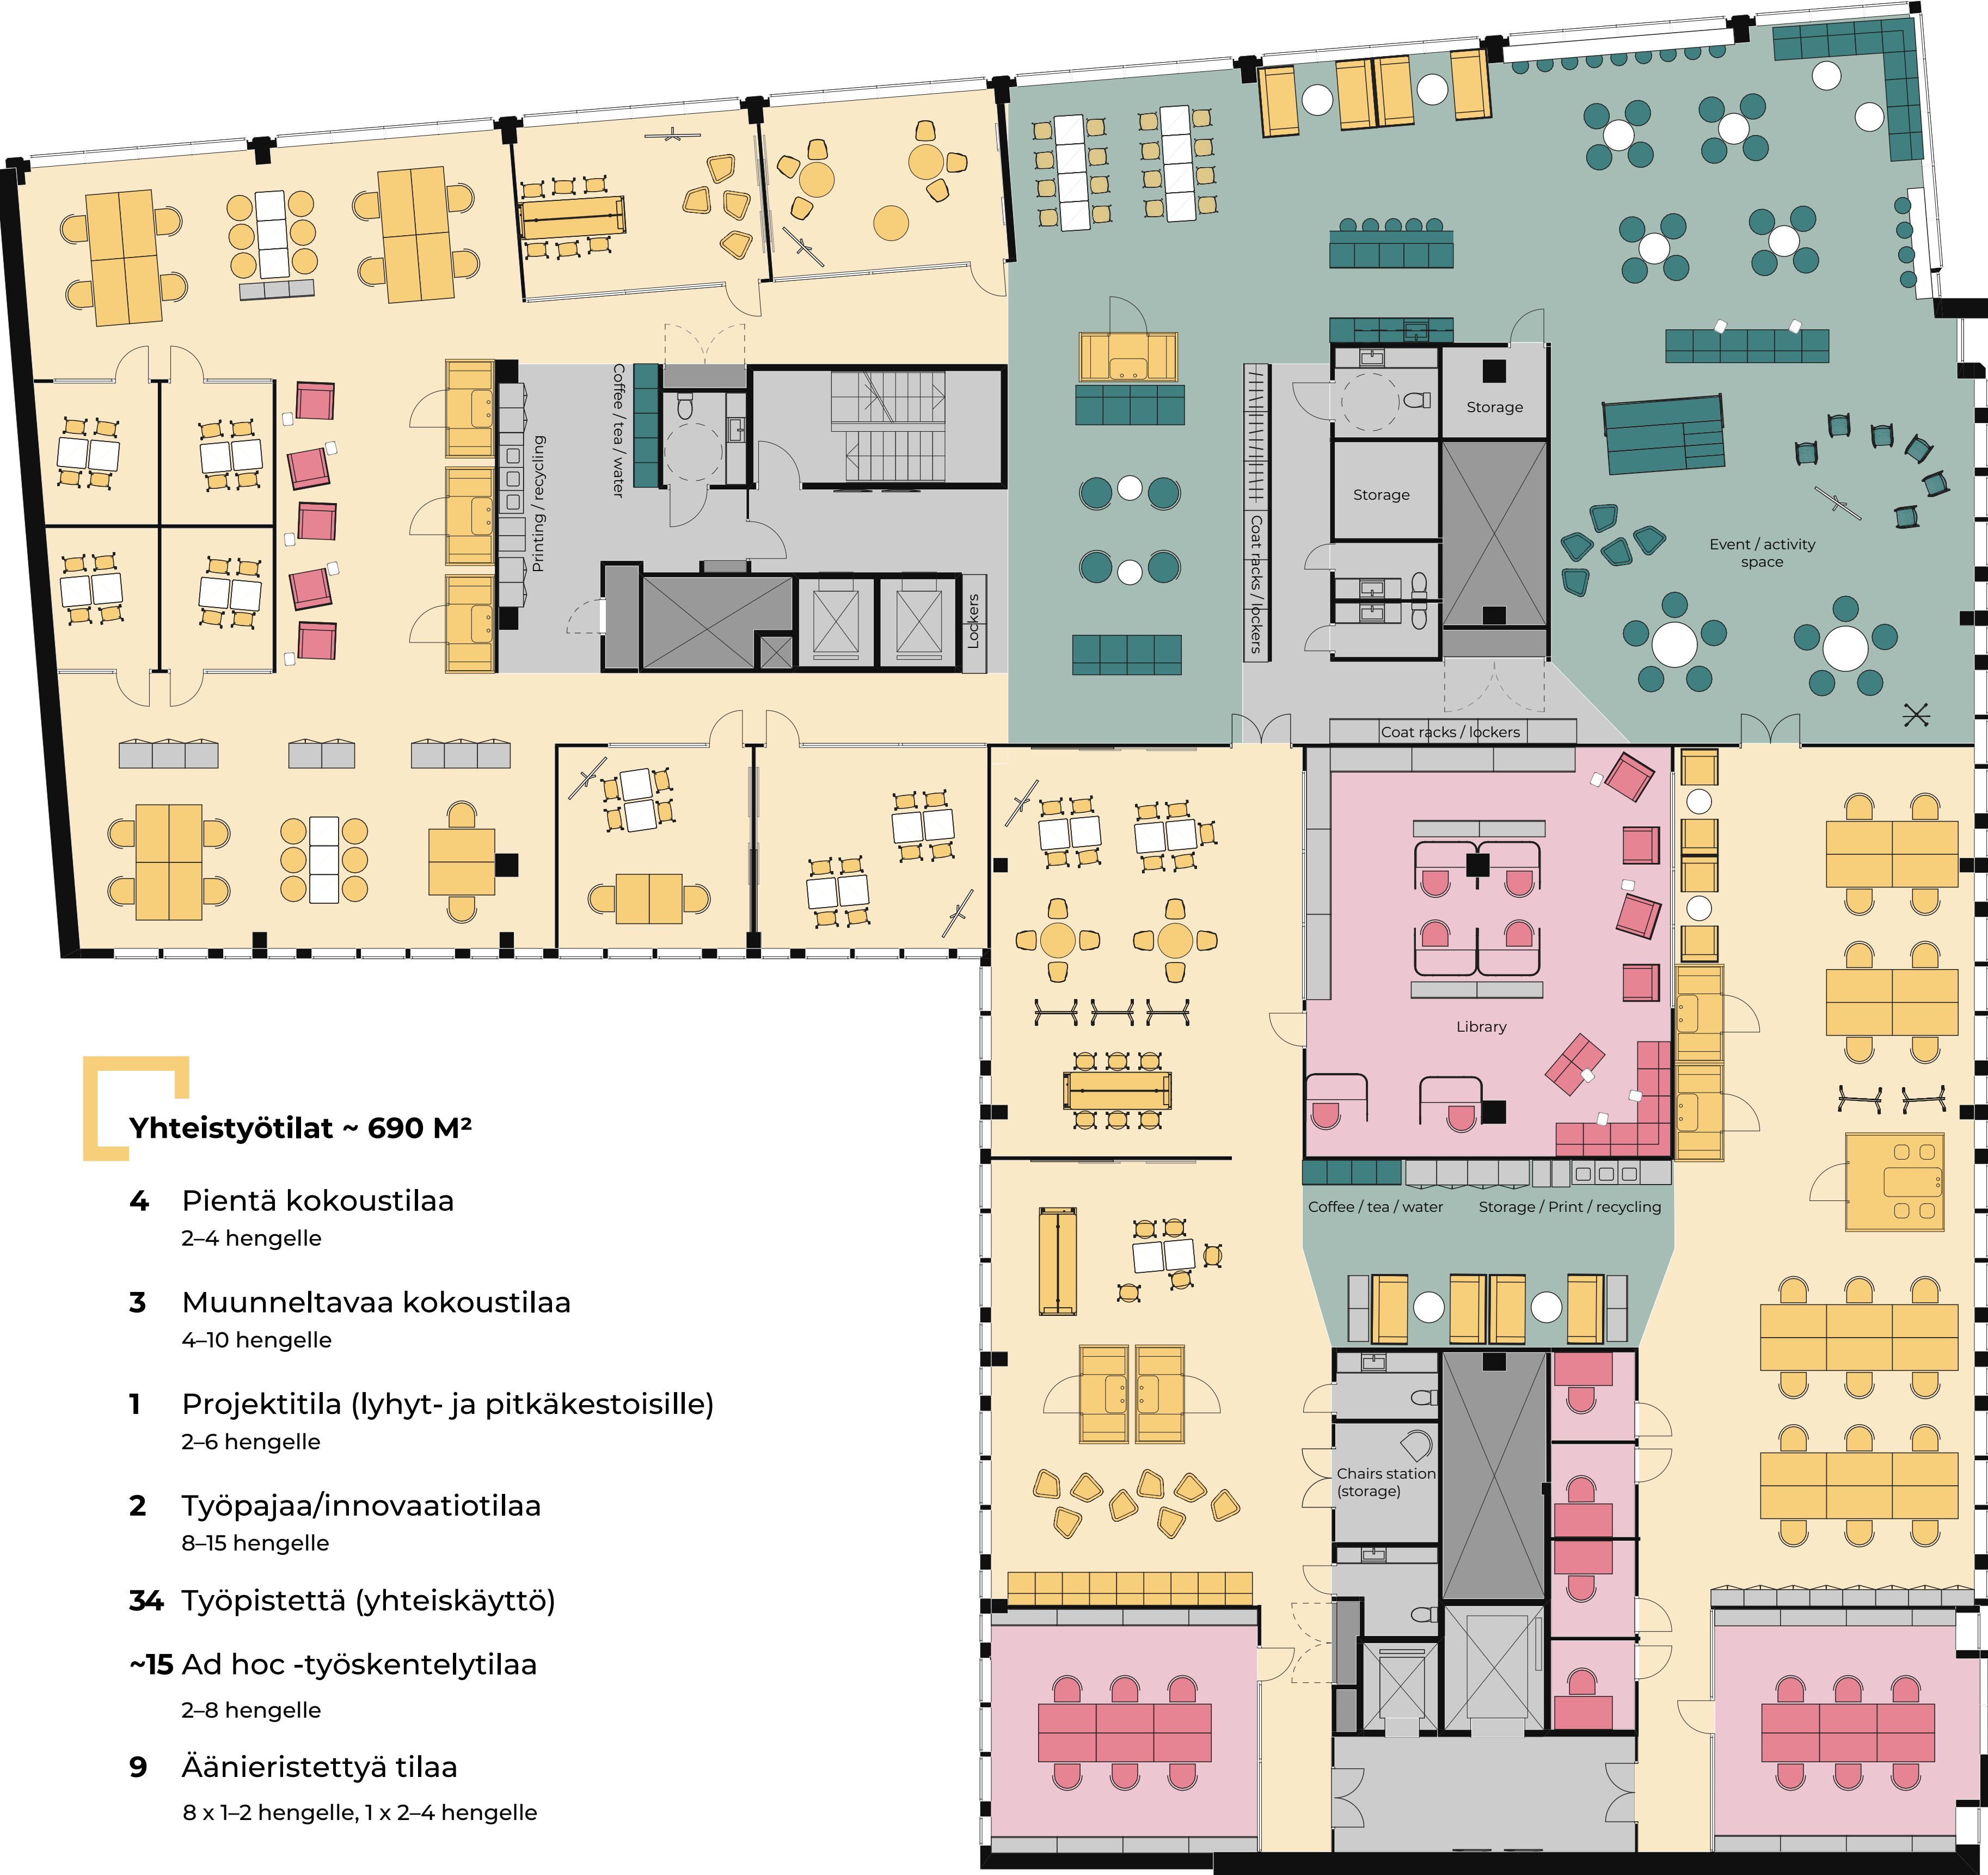 Coffee / tea / water
Printing / recycling
Lockers
Coat racks / lockers
Storage
Storage
Event / activity
space
Coat racks / lockers
Library
Coffee / tea / water
Storage / Print / recycling
Chairs station
(storage)
Yhteistyötilat ~ 690 M²
4 Pientä kokoustilaa
2–4 hengelle
3 Muunneltavaa kokoustilaa
4–10 hengelle
1 Projektitila (lyhyt- ja pitkäkestoisille)
2–6 hengelle
2 Työpajaa/innovaatiotilaa
8–15 hengelle
34 Työpistettä (yhteiskäyttö)
~15 Ad hoc -työskentelytilaa
2–8 hengelle
9 Äänieristettyä tilaa
8 x 1–2 hengelle, 1 x 2–4 hengelle